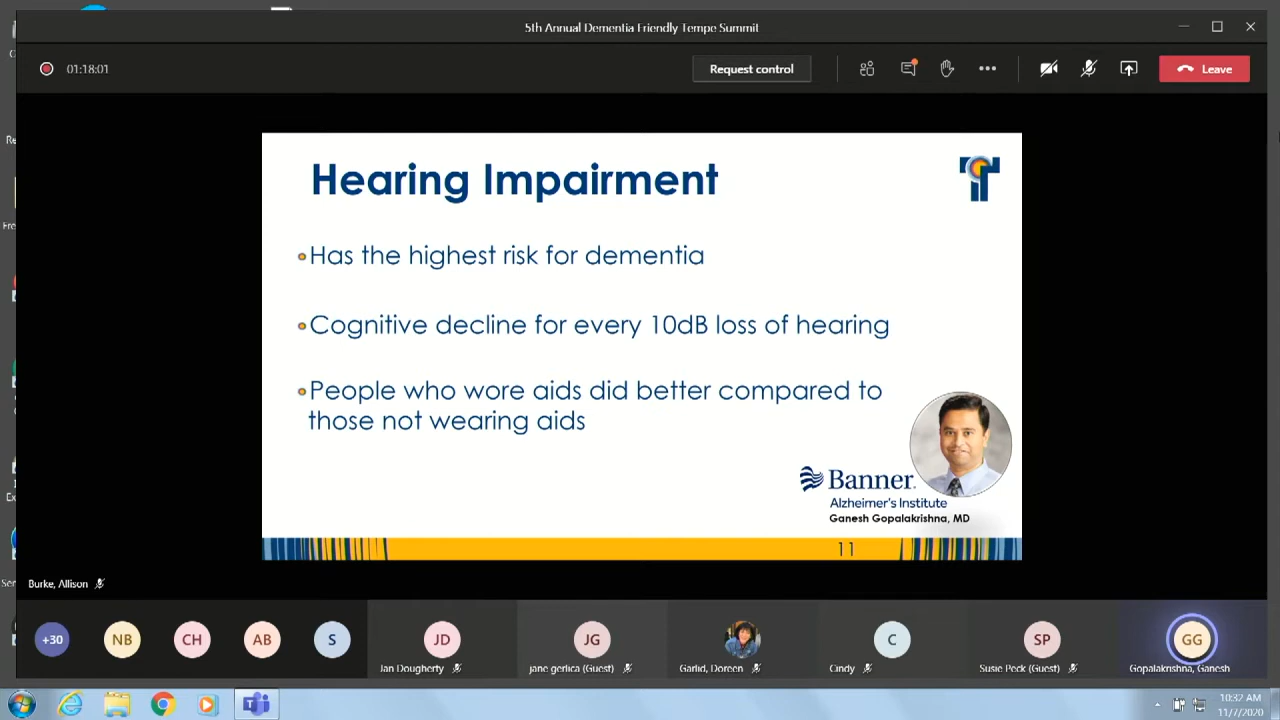 5th Annual Dementia Friendly Tempe Summit
01:18:01
Request control
Leave
Hearing Impairment
Has the highest risk for dementia
Cognitive decline for every 10dB loss of hearing
People who wore aids did better compared to
those not wearing aids
Banner
Alzheimer's Institute
Ganesh Gopalakrishna, MD
11
Burke, Allison
+30
NB
CH
AB
S
JD
JG
C
SP
GG
Jan Dougherty
jane gerlica (Guest)
Garlid, Doreen
Cindy
Susie Peck (Guest)
Gopalakrishna, Ganesh
10:32 AM
11/7/2020